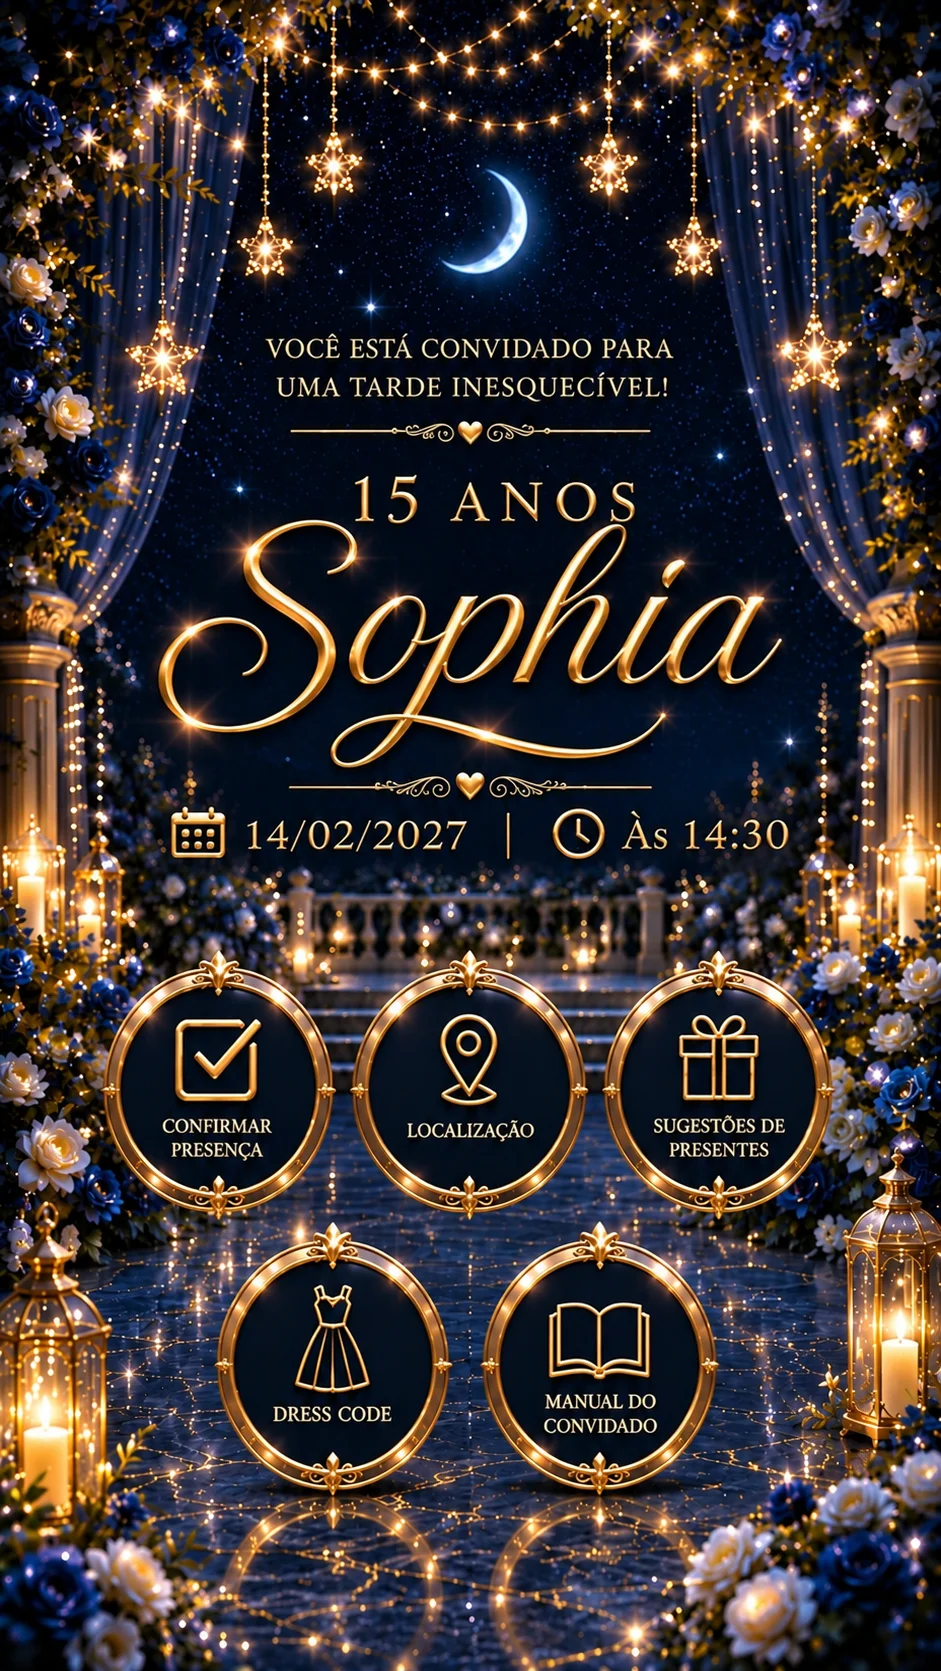 VOCÊ ESTÁ CONVIDADO PARA
UMA TARDE INESQUECÍVEL!
15 ANOS
Sophia
14/02/2027 | Às 14:30
CONFIRMAR
PRESENÇA
LOCALIZAÇÃO
SUGESTÕES DE
PRESENTES
DRESS CODE
MANUAL DO
CONVIDADO